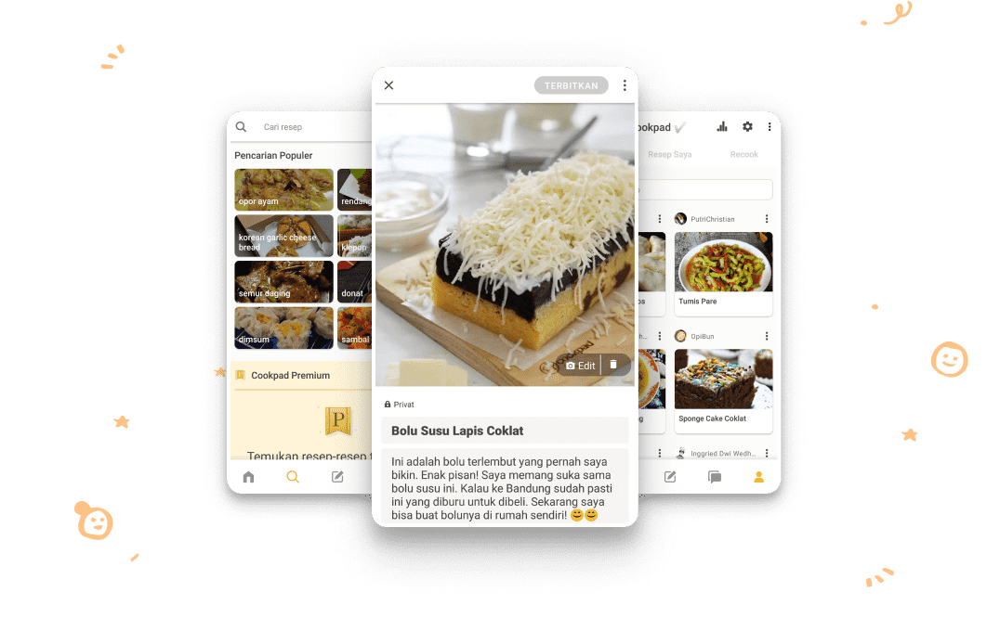 Cari resep
Pencarian Populer
opor ayam
rendang
korean garlic cheese
bread
klepon
semur daging
donat
dimsum
sambal
Cookpad Premium
P
Temukan resep-resep
TERBITKAN
Edit
Privat
Bolu Susu Lapis Coklat
Ini adalah bolu terlembut yang pernah saya
bikin. Enak pisan! Saya memang suka sama
bolu susu ini. Kalau ke Bandung sudah pasti
ini yang diburu untuk dibeli. Sekarang saya
bisa buat bolunya di rumah sendiri! 😊😊
ookpad
Resep Saya
Recook
PutriChristian
Tumis Pare
OpiBun
Sponge Cake Coklat
Inggried Dwi Wedh...